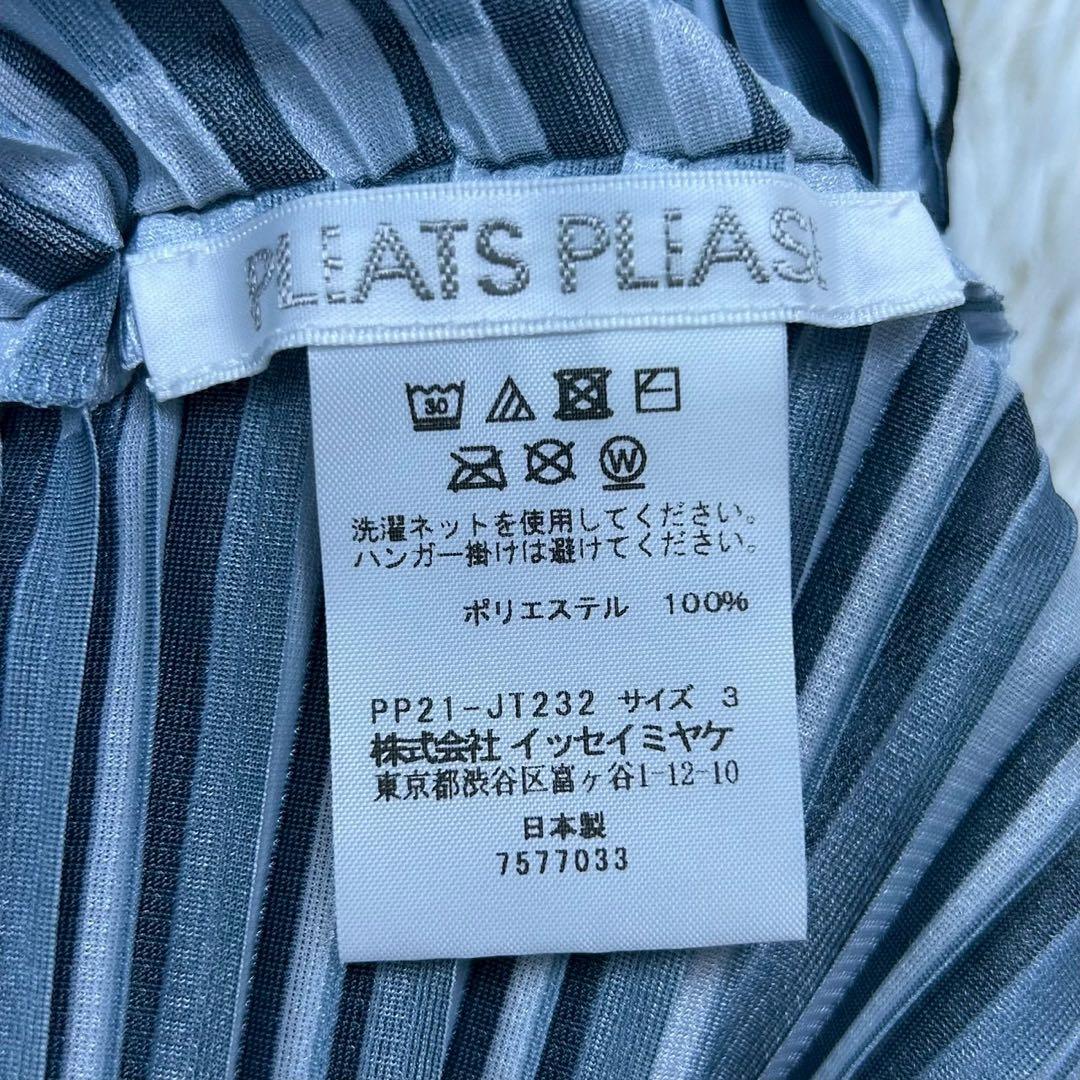 PLEATS PLEASE
30
W
洗濯ネットを使用してください。
ハンガー掛けは避けてください。
ポリエステル 100%
PP21-JT232 サイズ 3
株式会社 イッセイミヤケ
東京都渋谷区富ヶ谷1-12-10
日本製
7577033